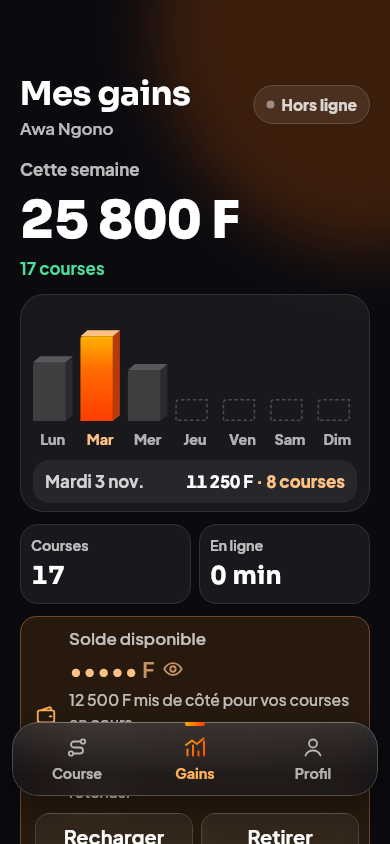 Mes gains
Hors ligne
Awa Ngono
Cette semaine
25 800 F
17 courses
Lun Mar Mer Jeu Ven Sam Dim
Mardi 3 nov. 11 250 F · 8 courses
Courses
17
En ligne
0 min
Solde disponible
••••• F
12 500 F mis de côté pour vos courses
Course Gains Profil
Recharger Retirer